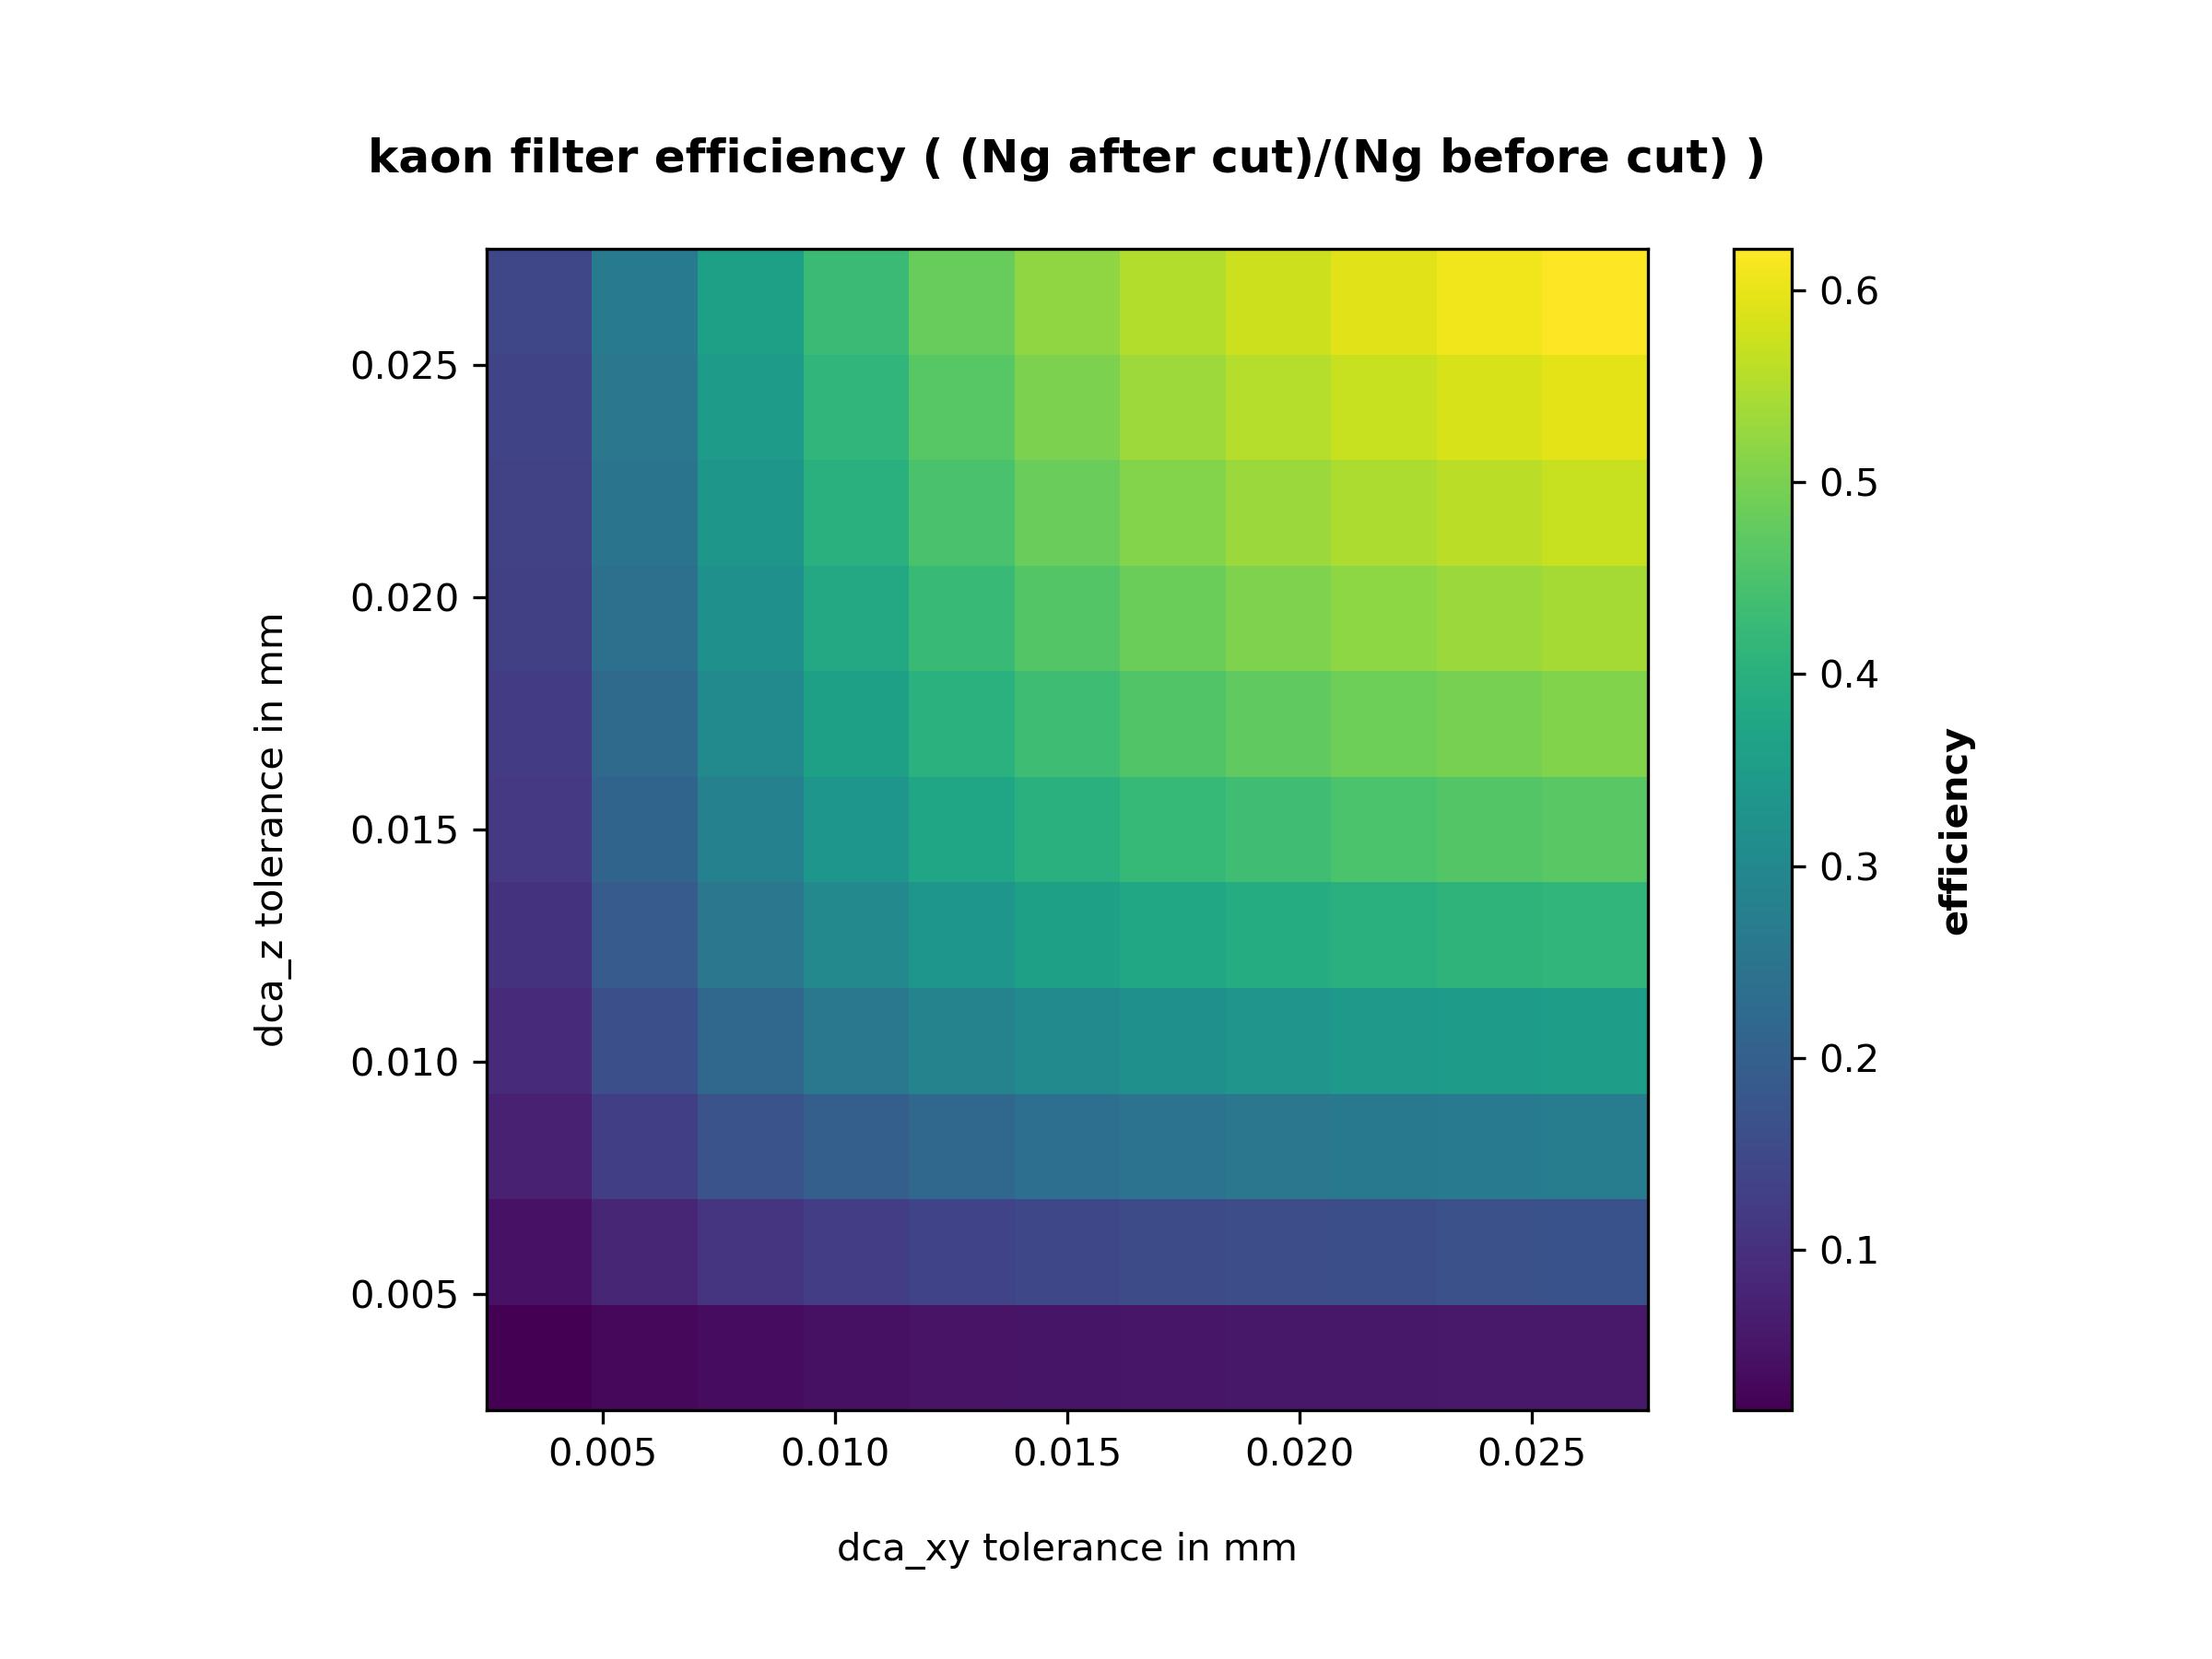 kaon filter efficiency ( (Ng after cut)/(Ng before cut) )
0.025
0.020
0.015
0.010
0.005
dca_z tolerance in mm
0.005 0.010 0.015 0.020 0.025
dca_xy tolerance in mm
0.6
0.5
0.4
0.3
0.2
0.1
efficiency